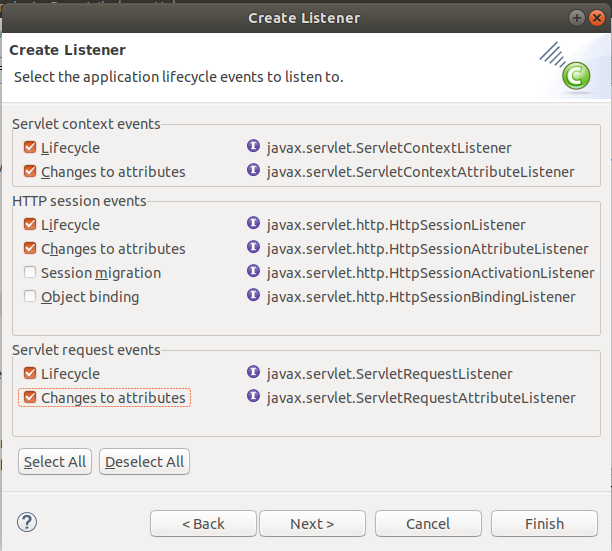 Create Listener
Create Listener
Select the application lifecycle events to listen to.
Servlet context events
Lifecycle javax.servlet.ServletContextListener
Changes to attributes javax.servlet.ServletContextAttributeListener
HTTP session events
Lifecycle javax.servlet.http.HttpSessionListener
Changes to attributes javax.servlet.http.HttpSessionAttributeListener
Session migration javax.servlet.http.HttpSessionActivationListener
Object binding javax.servlet.http.HttpSessionBindingListener
Servlet request events
Lifecycle javax.servlet.ServletRequestListener
Changes to attributes javax.servlet.ServletRequestAttributeListener
Select All Deselect All
< Back Next > Cancel Finish